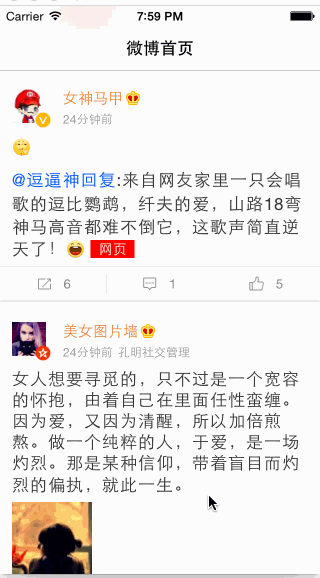 Carrier 7:59 PM
微博首页
女神马甲
24分钟前
@逗逼神回复:来自网友家里一只会唱
歌的逗比鹦鹉，纤夫的爱，山路18弯
神马高音都难不倒它，这歌声简直逆
天了！ 网页
6 1 5
美女图片墙
24分钟前 孔明社交管理
女人想要寻觅的，只不过是一个宽容
的怀抱，由着自己在里面任性蛮缠。
因为爱，又因为清醒，所以加倍煎
熬。做一个纯粹的人，于爱，是一场
灼烈。那是某种信仰，带着盲目而灼
烈的偏执，就此一生。